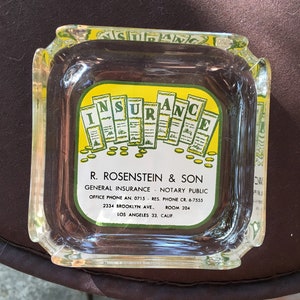 INSURANCE
R. ROSENSTEIN & SON
GENERAL INSURANCE - NOTARY PUBLIC
OFFICE PHONE AN. 0715 - RES. PHONE CR. 6-7555
2334 BROOKLYN AVE., ROOM 204
LOS ANGELES 33, CALIF.